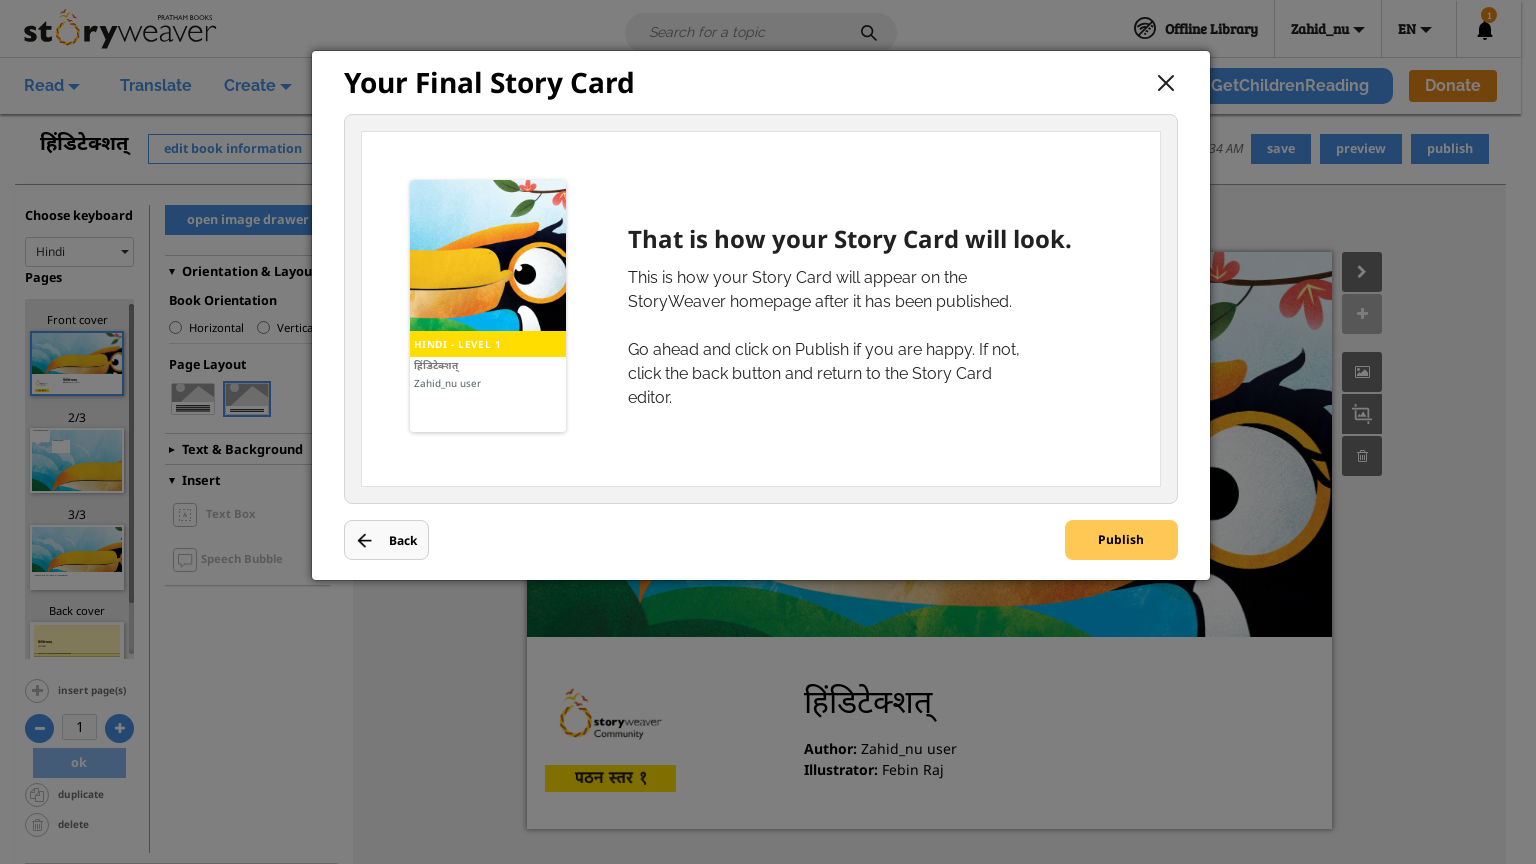 PRATHAM BOOKS
storyweaver
Search for a topic
Offline Library
Zahid_nu
EN
1
Read
Translate
Create
GetChildrenReading
Donate
हिंडिटेक्शत्
edit book information
34 AM
save
preview
publish
Your Final Story Card
HINDI - LEVEL 1
हिंडिटेक्शत्
Zahid_nu user
That is how your Story Card will look.
This is how your Story Card will appear on the
StoryWeaver homepage after it has been published.
Go ahead and click on Publish if you are happy. If not,
click the back button and return to the Story Card
editor.
Back
Publish
Choose keyboard
Hindi
Pages
Front cover
2/3
3/3
Back cover
insert page(s)
1
ok
duplicate
delete
open image drawer
Orientation & Layou
Book Orientation
Horizontal
Vertica
Page Layout
Text & Background
Insert
Text Box
Speech Bubble
storyweaver
Community
पठन स्तर १
हिंडिटेक्शत्
Author: Zahid_nu user
Illustrator: Febin Raj